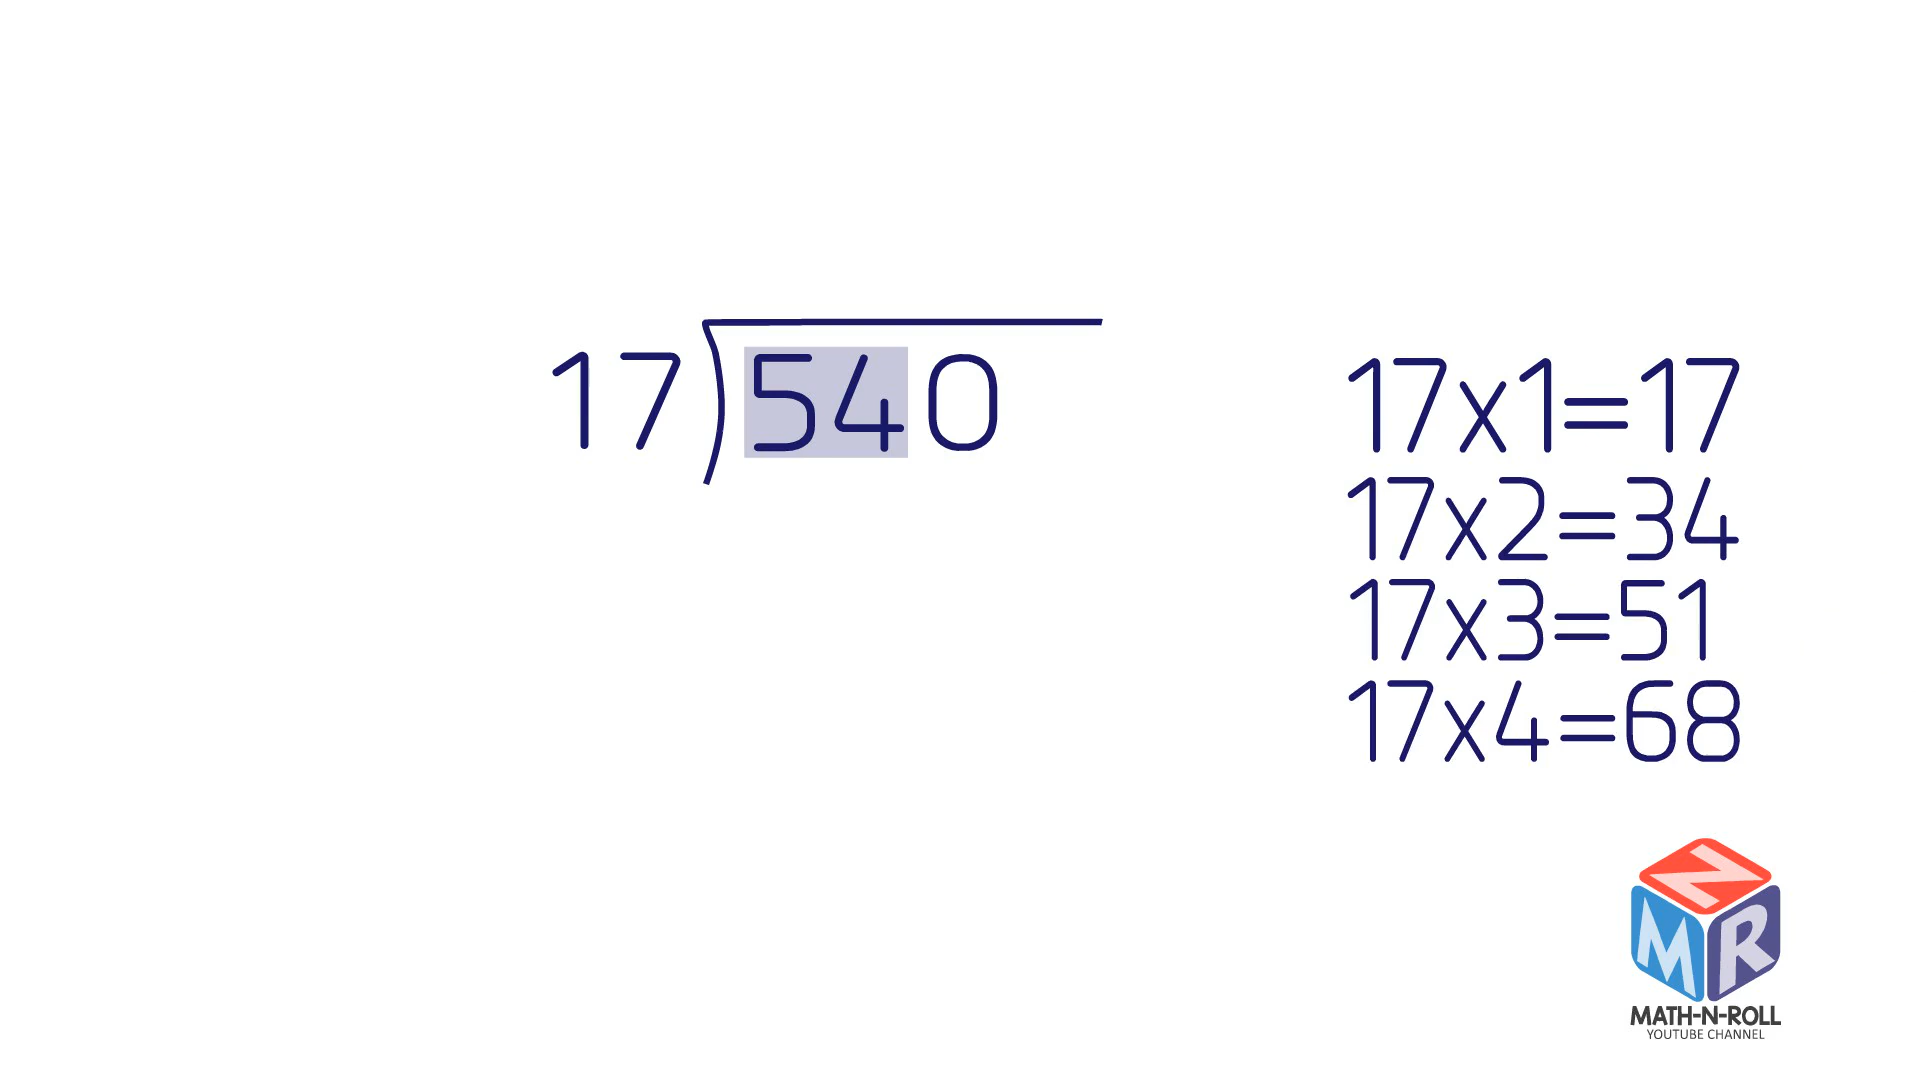 17)540
17x1=17
17x2=34
17x3=51
17x4=68
N
M R
MATH-N-ROLL
YOUTUBE CHANNEL